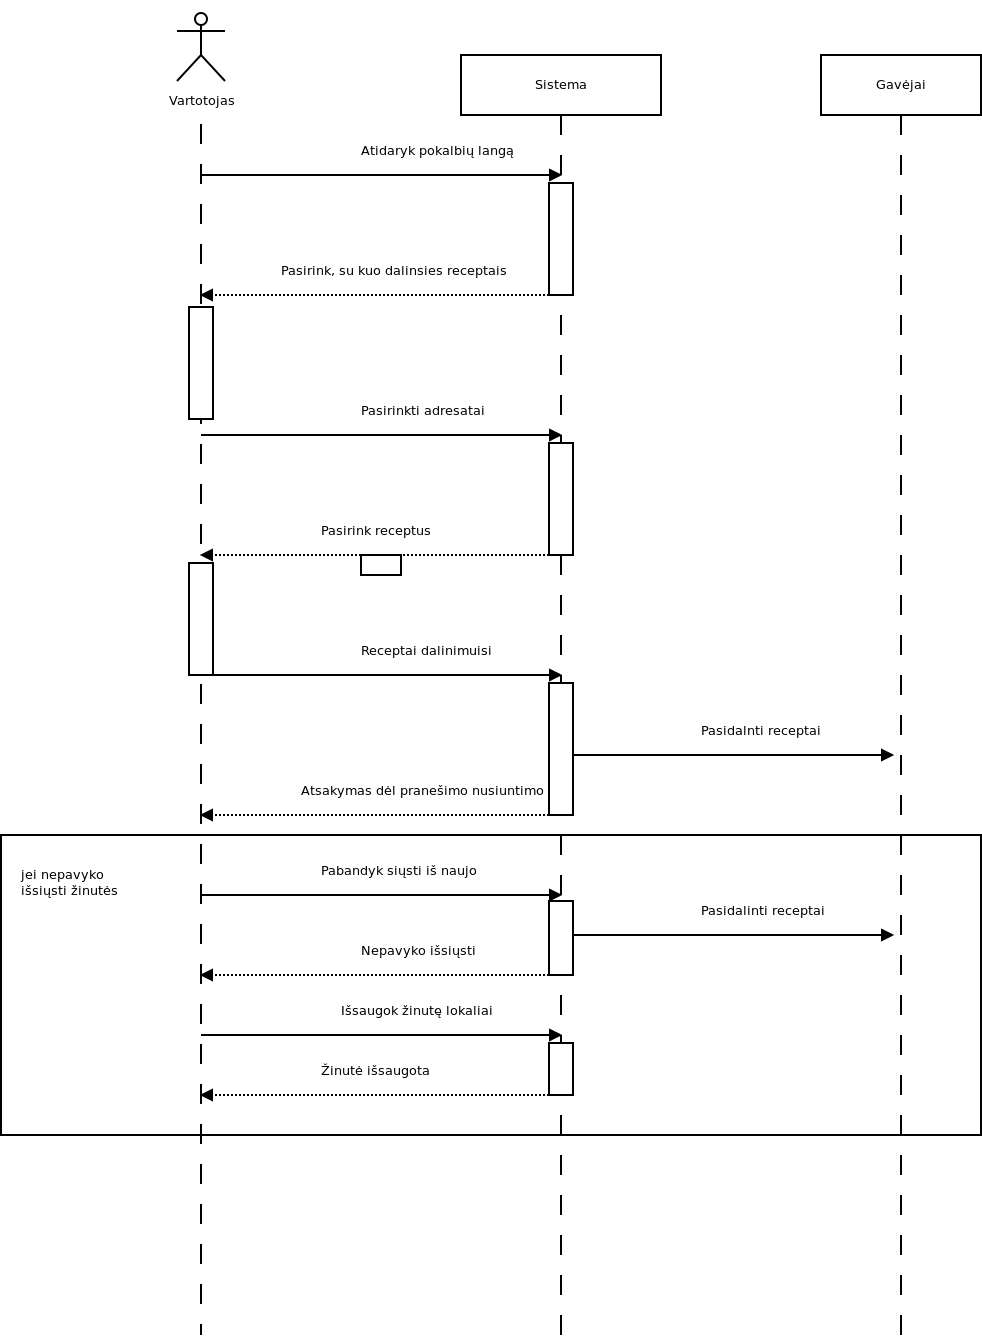 Vartotojas
Sistema
Gavėjai
Atidaryk pokalbių langą
Pasirink, su kuo dalinsies receptais
Pasirinkti adresatai
Pasirink receptus
Receptai dalinimuisi
Pasidalnti receptai
Atsakymas dėl pranešimo nusiuntimo
jei nepavyko
išsiųsti žinutės
Pabandyk siųsti iš naujo
Pasidalinti receptai
Nepavyko išsiųsti
Išsaugok žinutę lokaliai
Žinutė išsaugota